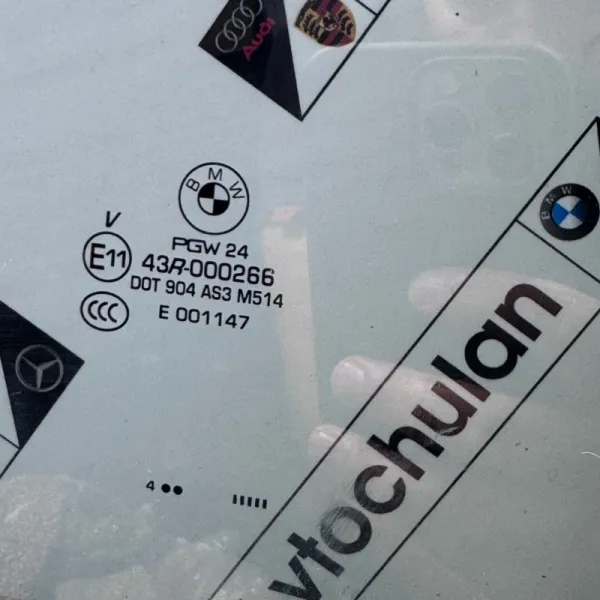 Audi
BMW
PGW 24
V
E11
43R-000266
DOT 904 AS3 M514
CCC
E 001147
BMW
vtochulan
4 ●●